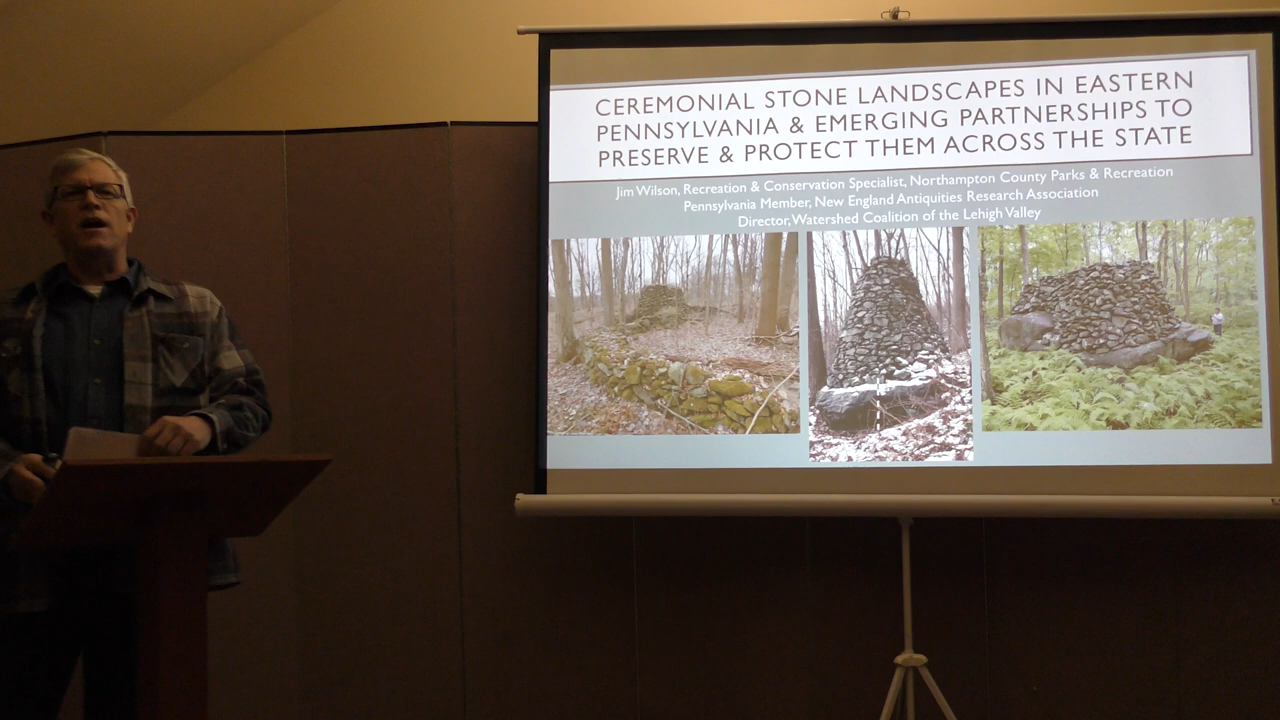 CEREMONIAL STONE LANDSCAPES IN EASTERN
PENNSYLVANIA & EMERGING PARTNERSHIPS TO
PRESERVE & PROTECT THEM ACROSS THE STATE
Jim Wilson, Recreation & Conservation Specialist, Northampton County Parks & Recreation
Pennsylvania Member, New England Antiquities Research Association
Director, Watershed Coalition of the Lehigh Valley